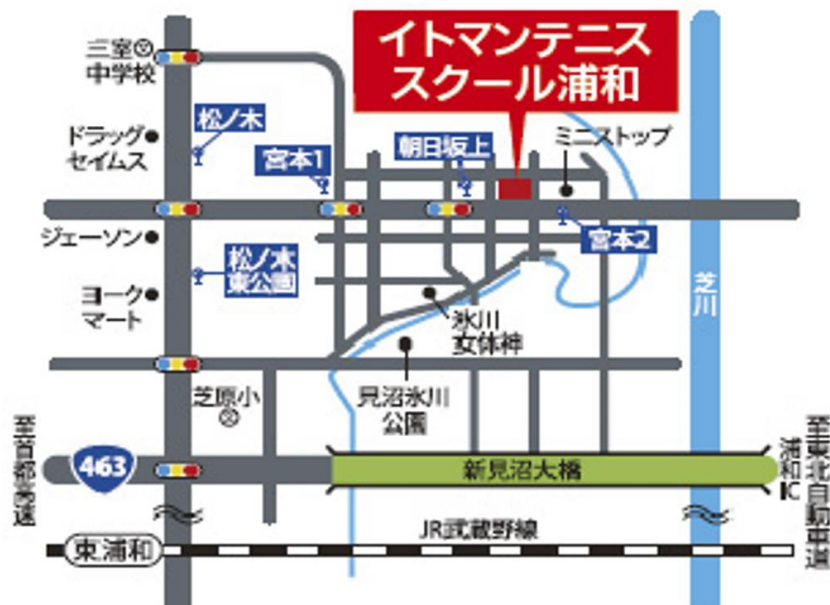 三室
中学校
イトマンテニス
スクール浦和
松ノ木
ドラッグ
セイムス
宮本1
朝日坂上
ミニストップ
ジェーソン
宮本2
松ノ木
東公園
ヨーク
マート
芝川
氷川
女体神
芝原小
見沼氷川
公園
至首都高速
463
新見沼大橋
浦和IC
至東北自動車道
JR武蔵野線
東浦和